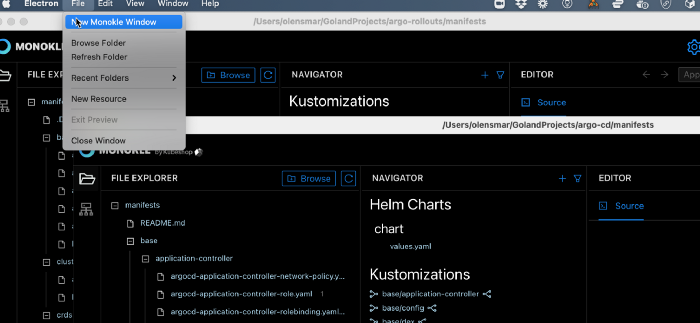 Electron File Edit View Window Help
/Users/olensmar/GolandProjects/argo-rollouts/manifests
New Monokle Window
Browse Folder
Refresh Folder
Recent Folders
New Resource
Exit Preview
Close Window
MONOK
FILE EXP
Browse
NAVIGATOR
EDITOR
App
Kustomizations
Source
manife
ba
clust
crds
/Users/olensmar/GolandProjects/argo-cd/manifests
MONOKLE by Kubeshop
FILE EXPLORER
Browse
NAVIGATOR
EDITOR
manifests
README.md
base
application-controller
argocd-application-controller-network-policy.y...
argocd-application-controller-role.yaml 1
argocd-application-controller-rolebinding.yaml...
Helm Charts
chart
values.yaml
Kustomizations
base/application-controller
base/config
base/dex
Source